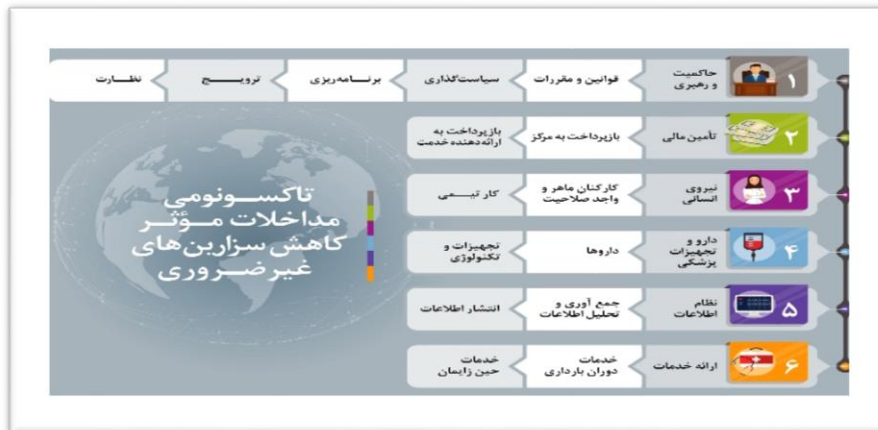 ۱
حاکمیت
و رهبری
قوانین و مقررات
سیاست‌گذاری
برنامه‌ریزی
ترویج
نظارت
۲
تأمین مالی
بازپرداخت به مرکز
بازپرداخت به
ارائه‌دهنده خدمت
۳
نیروی
انسانی
کارکنان ماهر و
واجد صلاحیت
کار تیمی
۴
دارو و
تجهیزات
پزشکی
داروها
تجهیزات و
تکنولوژی
۵
نظام
اطلاعات
جمع آوری و
تحلیل اطلاعات
انتشار اطلاعات
۶
ارائه خدمات
خدمات
دوران بارداری
خدمات
حین زایمان
تاکسونومی
مداخلات مؤثر
کاهش سزارین‌های
غیرضروری